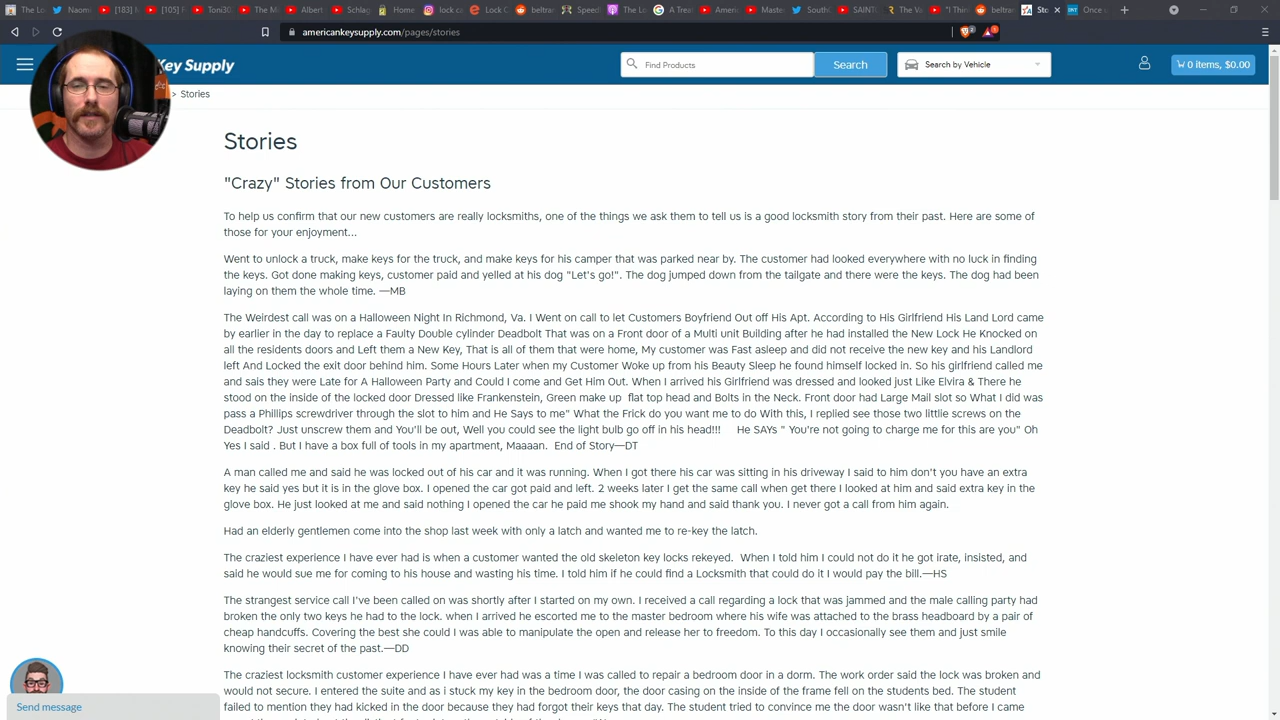 The Lo
Naom
(183) M
(105) F
Toni30
The M
Albert
Schlag
Home
lock.ca
Lock C
beltran
Speed
The Lo
A Trea
Americ
Master
South
SAINT
The Ra
"I Thin
beltran
Sto
Once u
americankeysupply.com/pages/stories
Key Supply
Find Products
Search
Search by Vehicle
0 items, $0.00
> Stories
Stories
"Crazy" Stories from Our Customers
To help us confirm that our new customers are really locksmiths, one of the things we ask them to tell us is a good locksmith story from their past. Here are some of
those for your enjoyment...
Went to unlock a truck, make keys for the truck, and make keys for his camper that was parked near by. The customer had looked everywhere with no luck in finding
the keys. Got done making keys, customer paid and yelled at his dog "Let's go!". The dog jumped down from the tailgate and there were the keys. The dog had been
laying on them the whole time. —MB
The Weirdest call was on a Halloween Night In Richmond, Va. I Went on call to let Customers Boyfriend Out off His Apt. According to His Girlfriend His Land Lord came
by earlier in the day to replace a Faulty Double cylinder Deadbolt That was on a Front door of a Multi unit Building after he had installed the New Lock He Knocked on
all the residents doors and Left them a New Key, That is all of them that were home, My customer was Fast asleep and did not receive the new key and his Landlord
left And Locked the exit door behind him. Some Hours Later when my Customer Woke up from his Beauty Sleep he found himself locked in. So his girlfriend called me
and sais they were Late for A Halloween Party and Could I come and Get Him Out. When I arrived his Girlfriend was dressed and looked just Like Elvira & There he
stood on the inside of the locked door Dressed like Frankenstein, Green make up flat top head and Bolts in the Neck. Front door had Large Mail slot so What I did was
pass a Phillips screwdriver through the slot to him and He Says to me" What the Frick do you want me to do With this, I replied see those two littlie screws on the
Deadbolt? Just unscrew them and You'll be out, Well you could see the light bulb go off in his head!!! He SAYs " You're not going to charge me for this are you" Oh
Yes I said . But I have a box full of tools in my apartment, Maaaan. End of Story—DT
A man called me and said he was locked out of his car and it was running. When I got there his car was sitting in his driveway I said to him don't you have an extra
key he said yes but it is in the glove box. I opened the car got paid and left. 2 weeks later I get the same call when get there I looked at him and said extra key in the
glove box. He just looked at me and said nothing I opened the car he paid me shook my hand and said thank you. I never got a call from him again.
Had an elderly gentlemen come into the shop last week with only a latch and wanted me to re-key the latch.
The craziest experience I have ever had is when a customer wanted the old skeleton key locks rekeyed. When I told him I could not do it he got irate, insisted, and
said he would sue me for coming to his house and wasting his time. I told him if he could find a Locksmith that could do it I would pay the bill.—HS
The strangest service call I've been called on was shortly after I started on my own. I received a call regarding a lock that was jammed and the male calling party had
broken the only two keys he had to the lock. when I arrived he escorted me to the master bedroom where his wife was attached to the brass headboard by a pair of
cheap handcuffs. Covering the best she could I was able to manipulate the open and release her to freedom. To this day I occasionally see them and just smile
knowing their secret of the past.—DD
The craziest locksmith customer experience I have ever had was a time I was called to repair a bedroom door in a dorm. The work order said the lock was broken and
would not secure. I entered the suite and as i stuck my key in the bedroom door, the door casing on the inside of the frame fell on the students bed. The student
failed to mention they had kicked in the door because they had forgot their keys that day. The student tried to convince me the door wasn't like that before I came
Send message